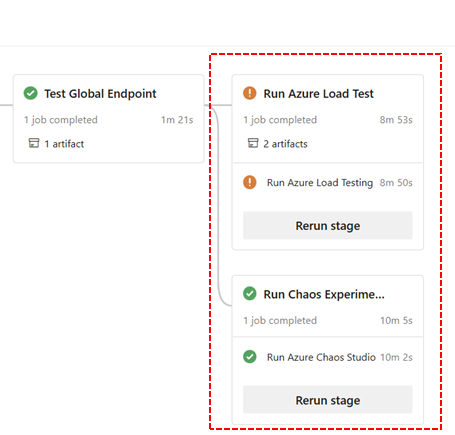 Test Global Endpoint
1 job completed 1m 21s
1 artifact
Run Azure Load Test
1 job completed 8m 53s
2 artifacts
Run Azure Load Testing 8m 50s
Rerun stage
Run Chaos Experime...
1 job completed 10m 5s
Run Azure Chaos Studio 10m 2s
Rerun stage